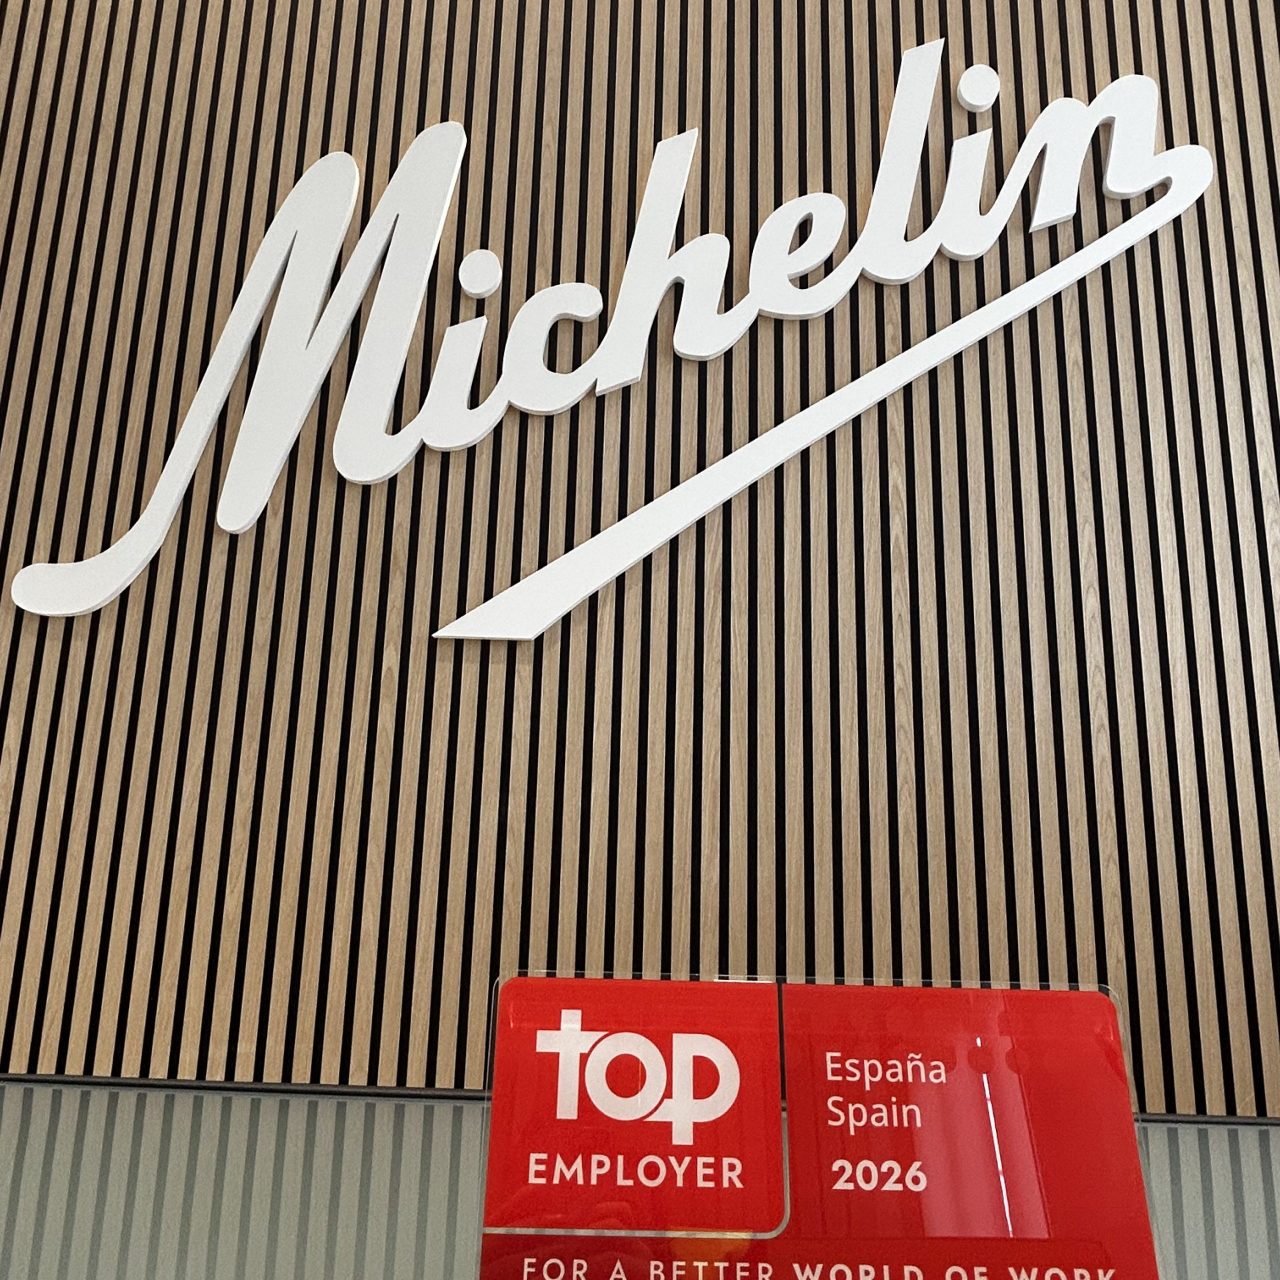 Michelin
top
EMPLOYER
España
Spain
2026
FOR A BETTER WORLD OF WORK